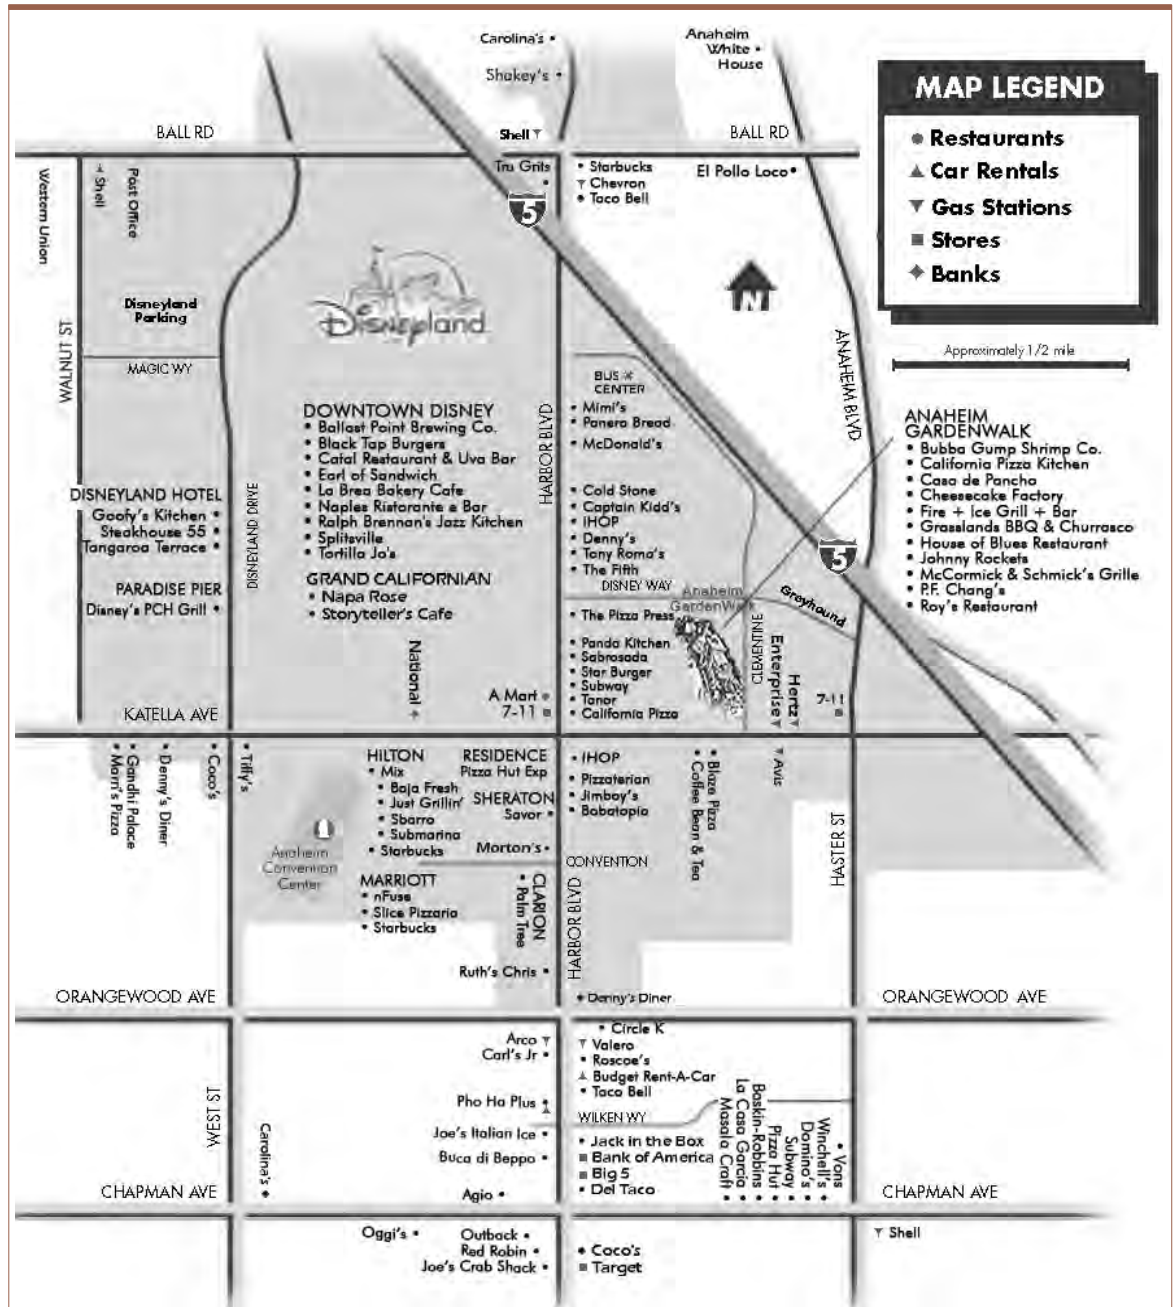 Carolina's •
Shakey's •
Anaheim
White •
House
MAP LEGEND
Restaurants
Car Rentals
Gas Stations
Stores
Banks
Approximately 1/2 mile
BALL RD
Shell
BALL RD
Tru Grits
• Starbucks
Chevron
• Taco Bell
El Pollo Loco •
5
Western Union
Shell
Post Office
Disneyland
Parking
WALNUT ST
MAGIC WY
Disneyland
N
ANAHEIM BLVD
BUS
CENTER
• Mimi's
• Panera Bread
• McDonald's
HARBOR BLVD
DOWNTOWN DISNEY
• Ballast Point Brewing Co.
• Black Tap Burgers
• Catal Restaurant & Uva Bar
• Earl of Sandwich
• La Brea Bakery Cafe
• Naples Ristorante e Bar
• Ralph Brennan's Jazz Kitchen
• Splitsville
• Tortilla Jo's
GRAND CALIFORNIAN
• Napa Rose
• Storyteller's Cafe
DISNEYLAND HOTEL
Goofy's Kitchen •
Steakhouse 55 •
Tangaroa Terrace •
PARADISE PIER
Disney's PCH Grill •
DISNEYLAND DRIVE
• Cold Stone
• Captain Kidd's
• IHOP
• Denny's
• Tony Roma's
• The Fifth
DISNEY WAY
Anaheim
GardenWalk
5
Greyhound
ANAHEIM
GARDENWALK
• Bubba Gump Shrimp Co.
• California Pizza Kitchen
• Casa de Pancho
• Cheesecake Factory
• Fire + Ice Grill + Bar
• Grasslands BBQ & Churrasco
• House of Blues Restaurant
• Johnny Rockets
• McCormick & Schmick's Grille
• P.F. Chang's
• Roy's Restaurant
• The Pizza Press
• Panda Kitchen
• Sabrosada
• Star Burger
• Subway
• Tanor
• California Pizza
CLEMENTINE
Enterprise
Hertz
7-11
National
A Mart
7-11
KATELLA AVE
• Morri's Pizza
• Gandhi Palace
• Denny's Diner
• Coco's
• Tiffy's
HILTON
• Mix
• Baja Fresh
• Just Grillin'
• Sbarro
• Submarina
• Starbucks
RESIDENCE
Pizza Hut Exp
SHERATON
Savor •
Morton's •
• IHOP
• Pizzaterian
• Jimboy's
• Bobatopia
• Blaze Pizza
• Coffee Bean & Tea
Avis
HASTER ST
Anaheim
Convention
Center
CONVENTION
MARRIOTT
• nFuse
• Slice Pizzaria
• Starbucks
CLARION
• Palm Tree
HARBOR BLVD
Ruth's Chris •
• Denny's Diner
ORANGEWOOD AVE
ORANGEWOOD AVE
Arco
Carl's Jr •
• Circle K
Valero
• Roscoe's
Budget Rent-A-Car
• Taco Bell
Pho Ha Plus •
WILKEN WY
Joe's Italian Ice •
Buca di Beppo •
Agio •
• Jack in the Box
Bank of America
Big 5
• Del Taco
WEST ST
Carolina's •
Masala Craft •
La Casa Garcia •
Baskin-Robbins •
Pizza Hut •
Subway •
Domino's •
Winchell's •
• Vons
CHAPMAN AVE
CHAPMAN AVE
Oggi's •
Outback •
Red Robin •
Joe's Crab Shack •
• Coco's
Target
Shell